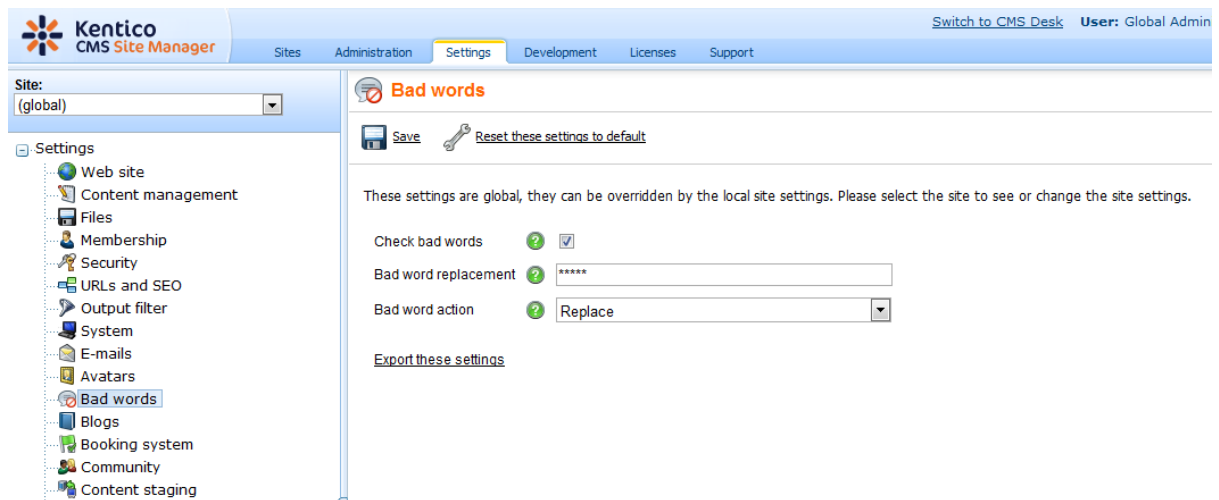 Kentico
CMS Site Manager
Switch to CMS Desk User: Global Admin
Sites Administration Settings Development Licenses Support
Site:
(global)
Settings
Web site
Content management
Files
Membership
Security
URLs and SEO
Output filter
System
E-mails
Avatars
Bad words
Blogs
Booking system
Community
Content staging
Bad words
Save Reset these settings to default
These settings are global, they can be overridden by the local site settings. Please select the site to see or change the site settings.
Check bad words
Bad word replacement *****
Bad word action Replace
Export these settings